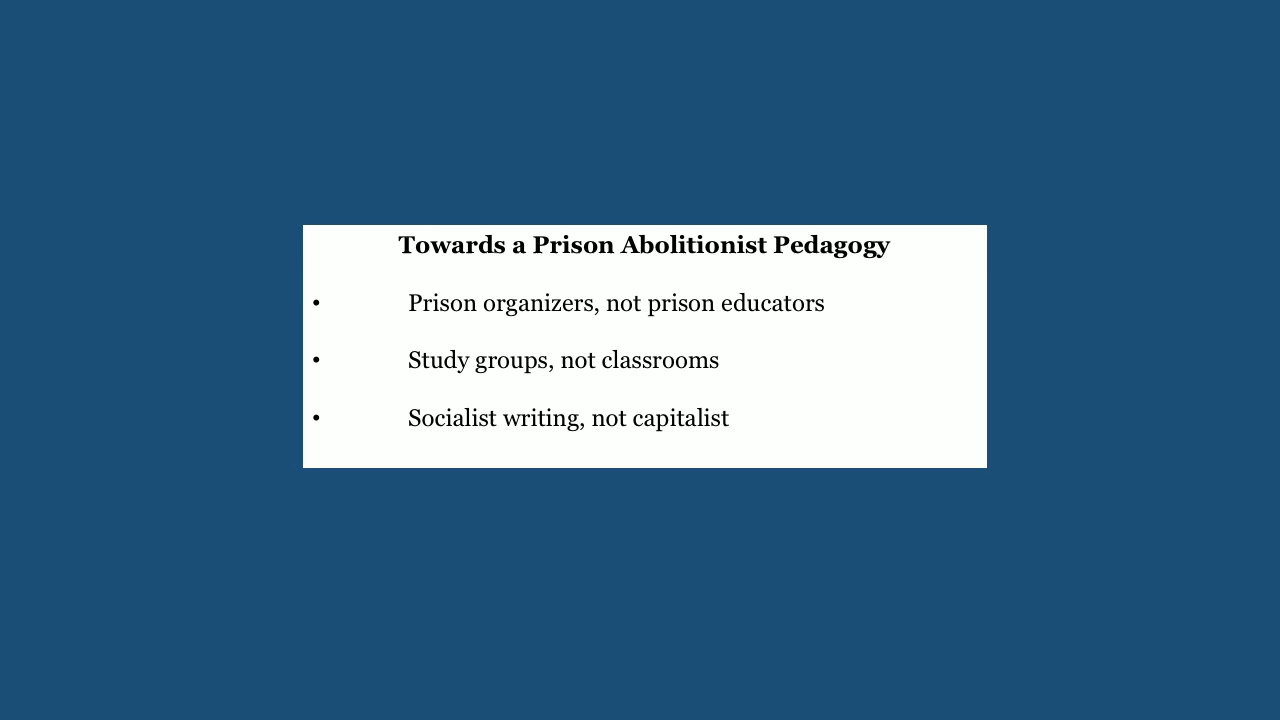 Towards a Prison Abolitionist Pedagogy
• Prison organizers, not prison educators
• Study groups, not classrooms
• Socialist writing, not capitalist